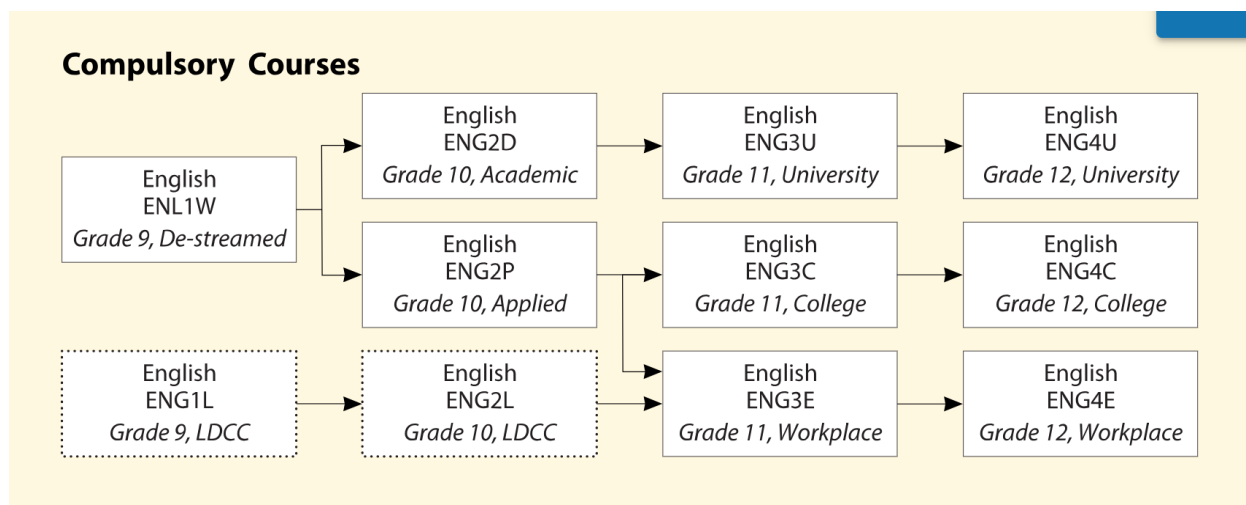 Compulsory Courses
English
ENL1W
Grade 9, De-streamed
English
ENG2D
Grade 10, Academic
English
ENG3U
Grade 11, University
English
ENG4U
Grade 12, University
English
ENG2P
Grade 10, Applied
English
ENG3C
Grade 11, College
English
ENG4C
Grade 12, College
English
ENG1L
Grade 9, LDCC
English
ENG2L
Grade 10, LDCC
English
ENG3E
Grade 11, Workplace
English
ENG4E
Grade 12, Workplace